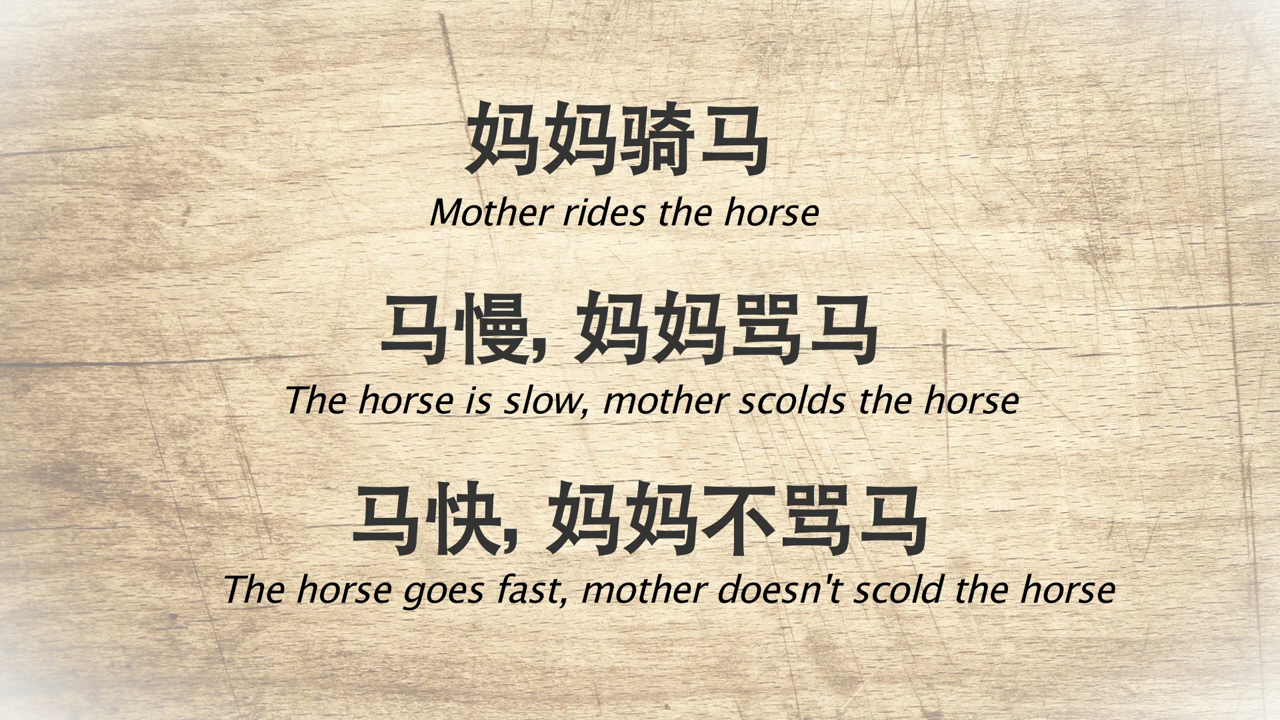 妈妈骑马
Mother rides the horse
马慢, 妈妈骂马
The horse is slow, mother scolds the horse
马快, 妈妈不骂马
The horse goes fast, mother doesn't scold the horse